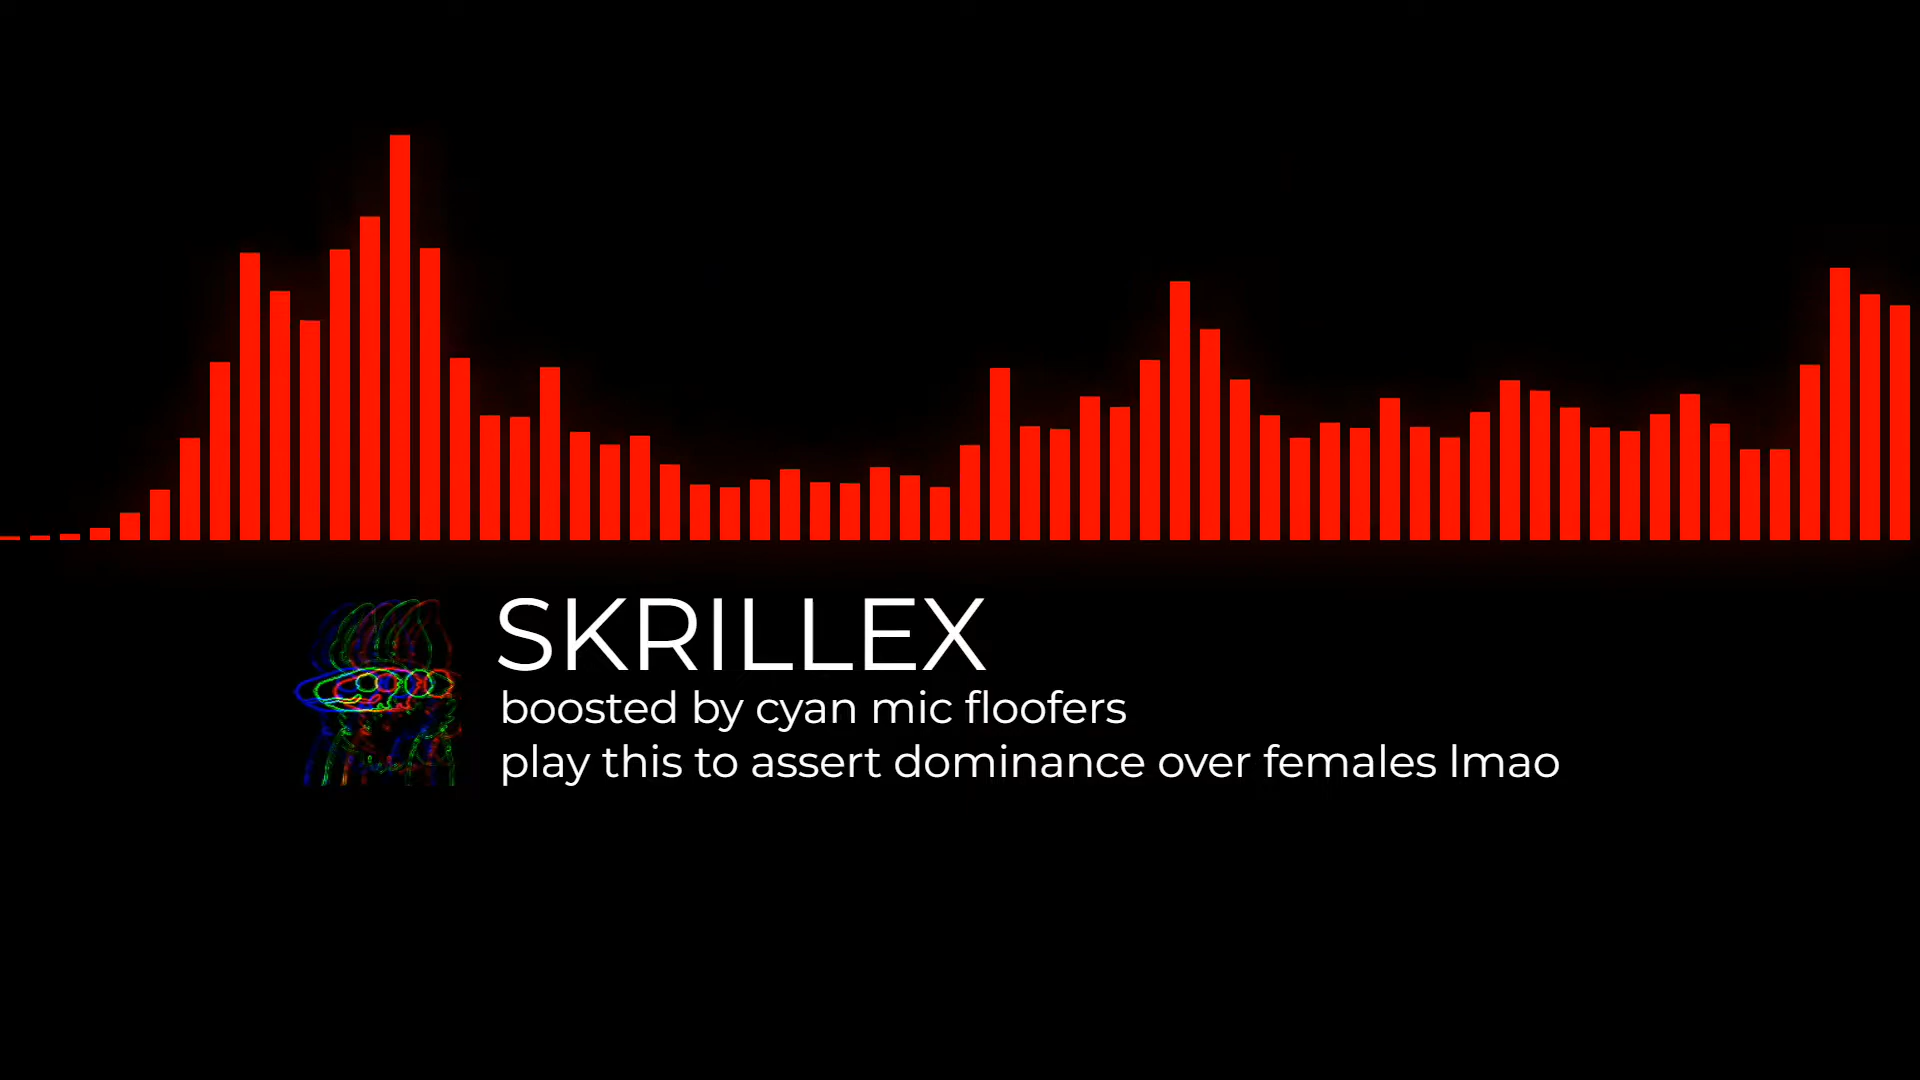 SKRILLEX
boosted by cyan mic floofers
play this to assert dominance over females lmao